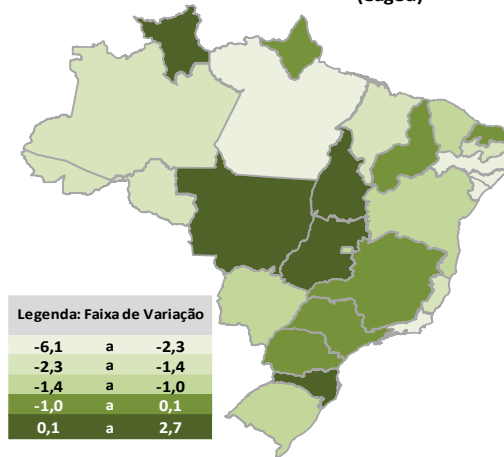 (Caged)
Legenda: Faixa de Variação
-6,1 a -2,3
-2,3 a -1,4
-1,4 a -1,0
-1,0 a 0,1
0,1 a 2,7